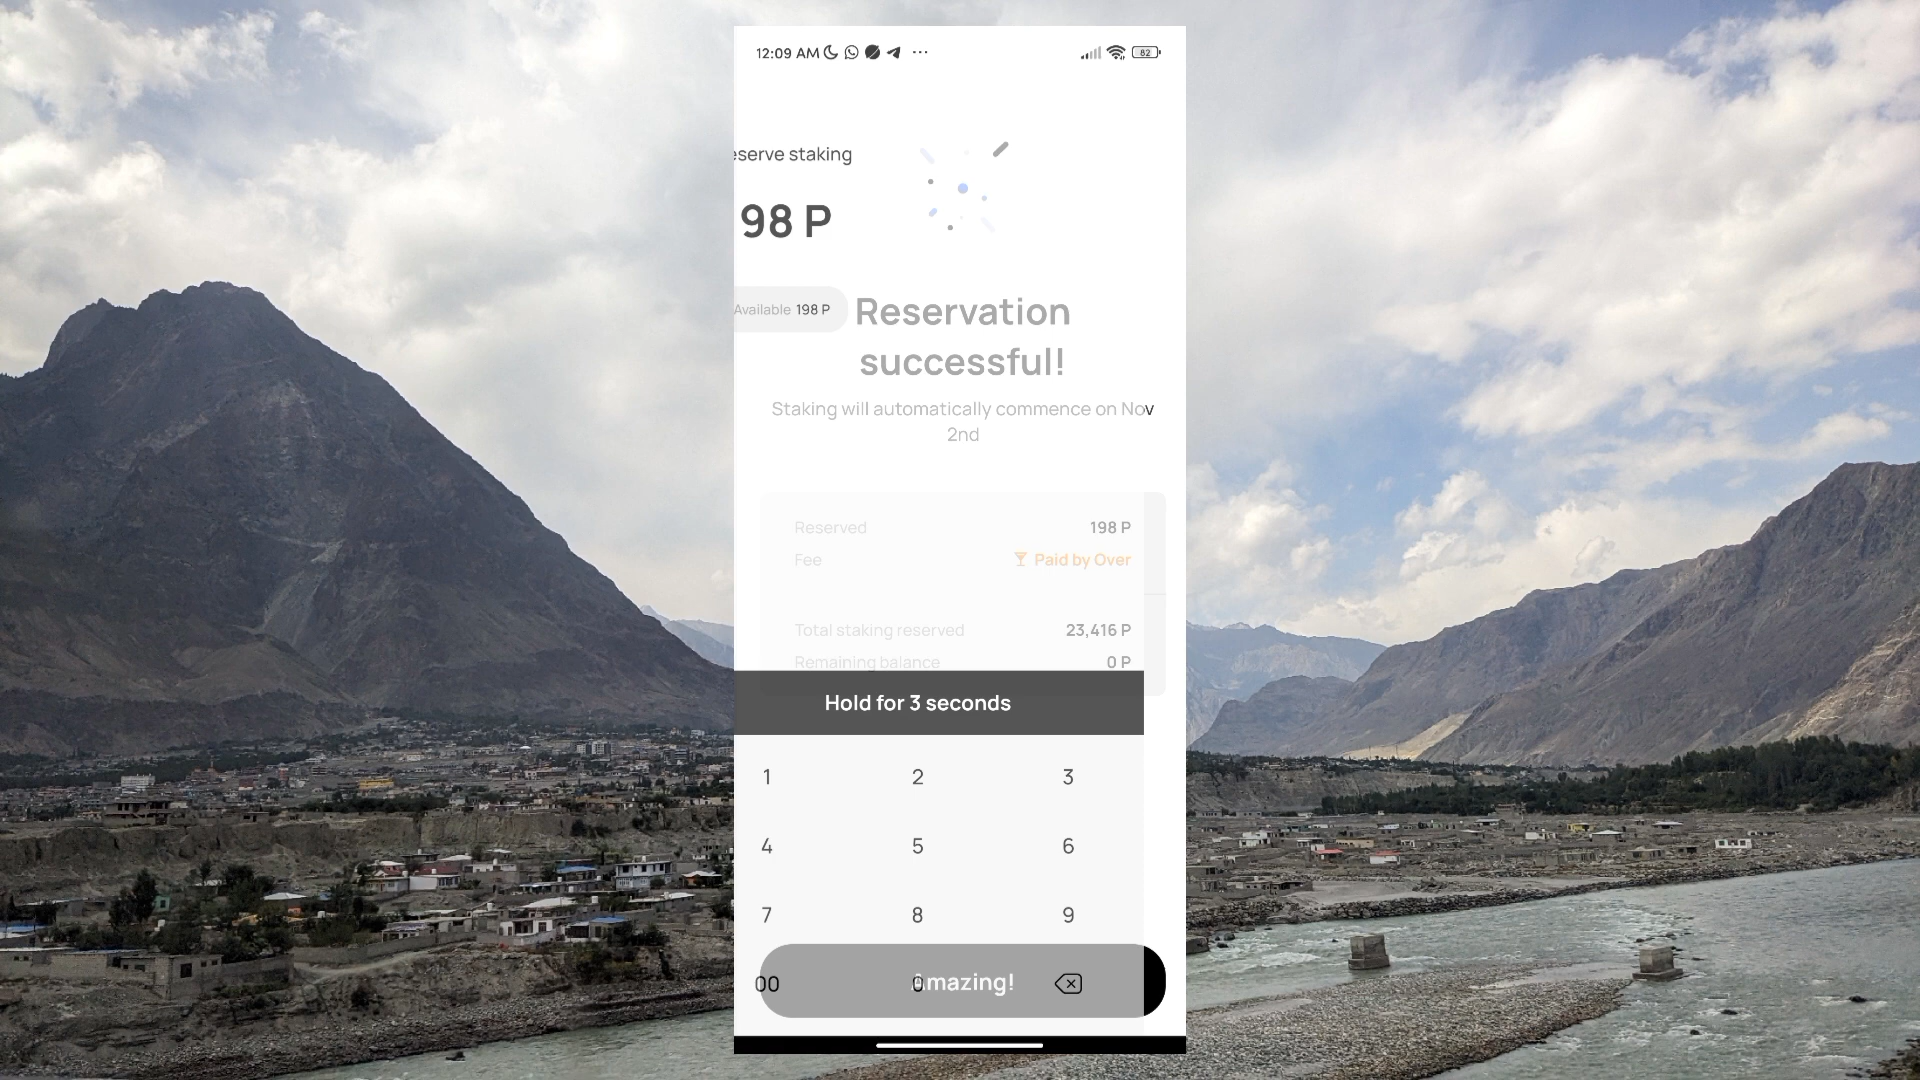 12:09 AM
82
eserve staking
98 P
Available 198 P
Reservation
successful!
Staking will automatically commence on Nov
2nd
Reserved 198 P
Fee Paid by Over
Total staking reserved 23,416 P
Remaining balance 0 P
Hold for 3 seconds
1 2 3
4 5 6
7 8 9
00 0
Amazing!